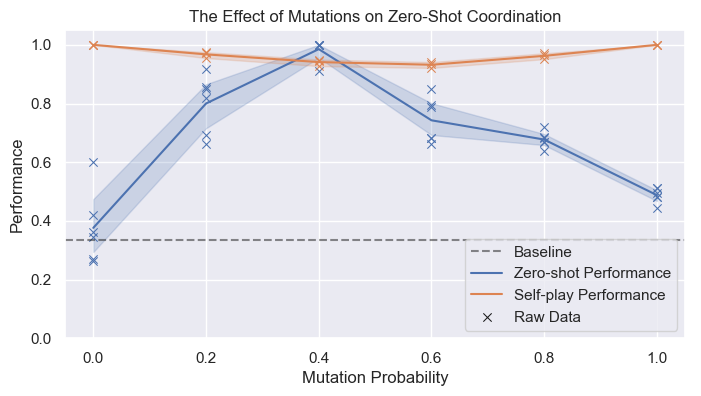 The Effect of Mutations on Zero-Shot Coordination
Performance
1.0
0.8
0.6
0.4
0.2
0.0
Baseline
Zero-shot Performance
Self-play Performance
Raw Data
0.0 0.2 0.4 0.6 0.8 1.0
Mutation Probability